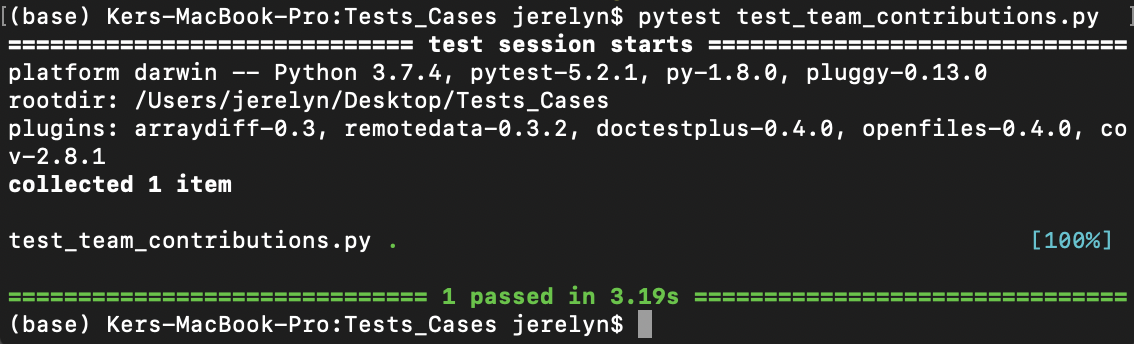 (base) Kers-MacBook-Pro:Tests_Cases jerelyn$ pytest test_team_contributions.py
============================= test session starts ==============================
platform darwin -- Python 3.7.4, pytest-5.2.1, py-1.8.0, pluggy-0.13.0
rootdir: /Users/jerelyn/Desktop/Tests_Cases
plugins: arraydiff-0.3, remotedata-0.3.2, doctestplus-0.4.0, openfiles-0.4.0, co
v-2.8.1
collected 1 item
test_team_contributions.py . [100%]
============================== 1 passed in 3.19s ===============================
(base) Kers-MacBook-Pro:Tests_Cases jerelyn$